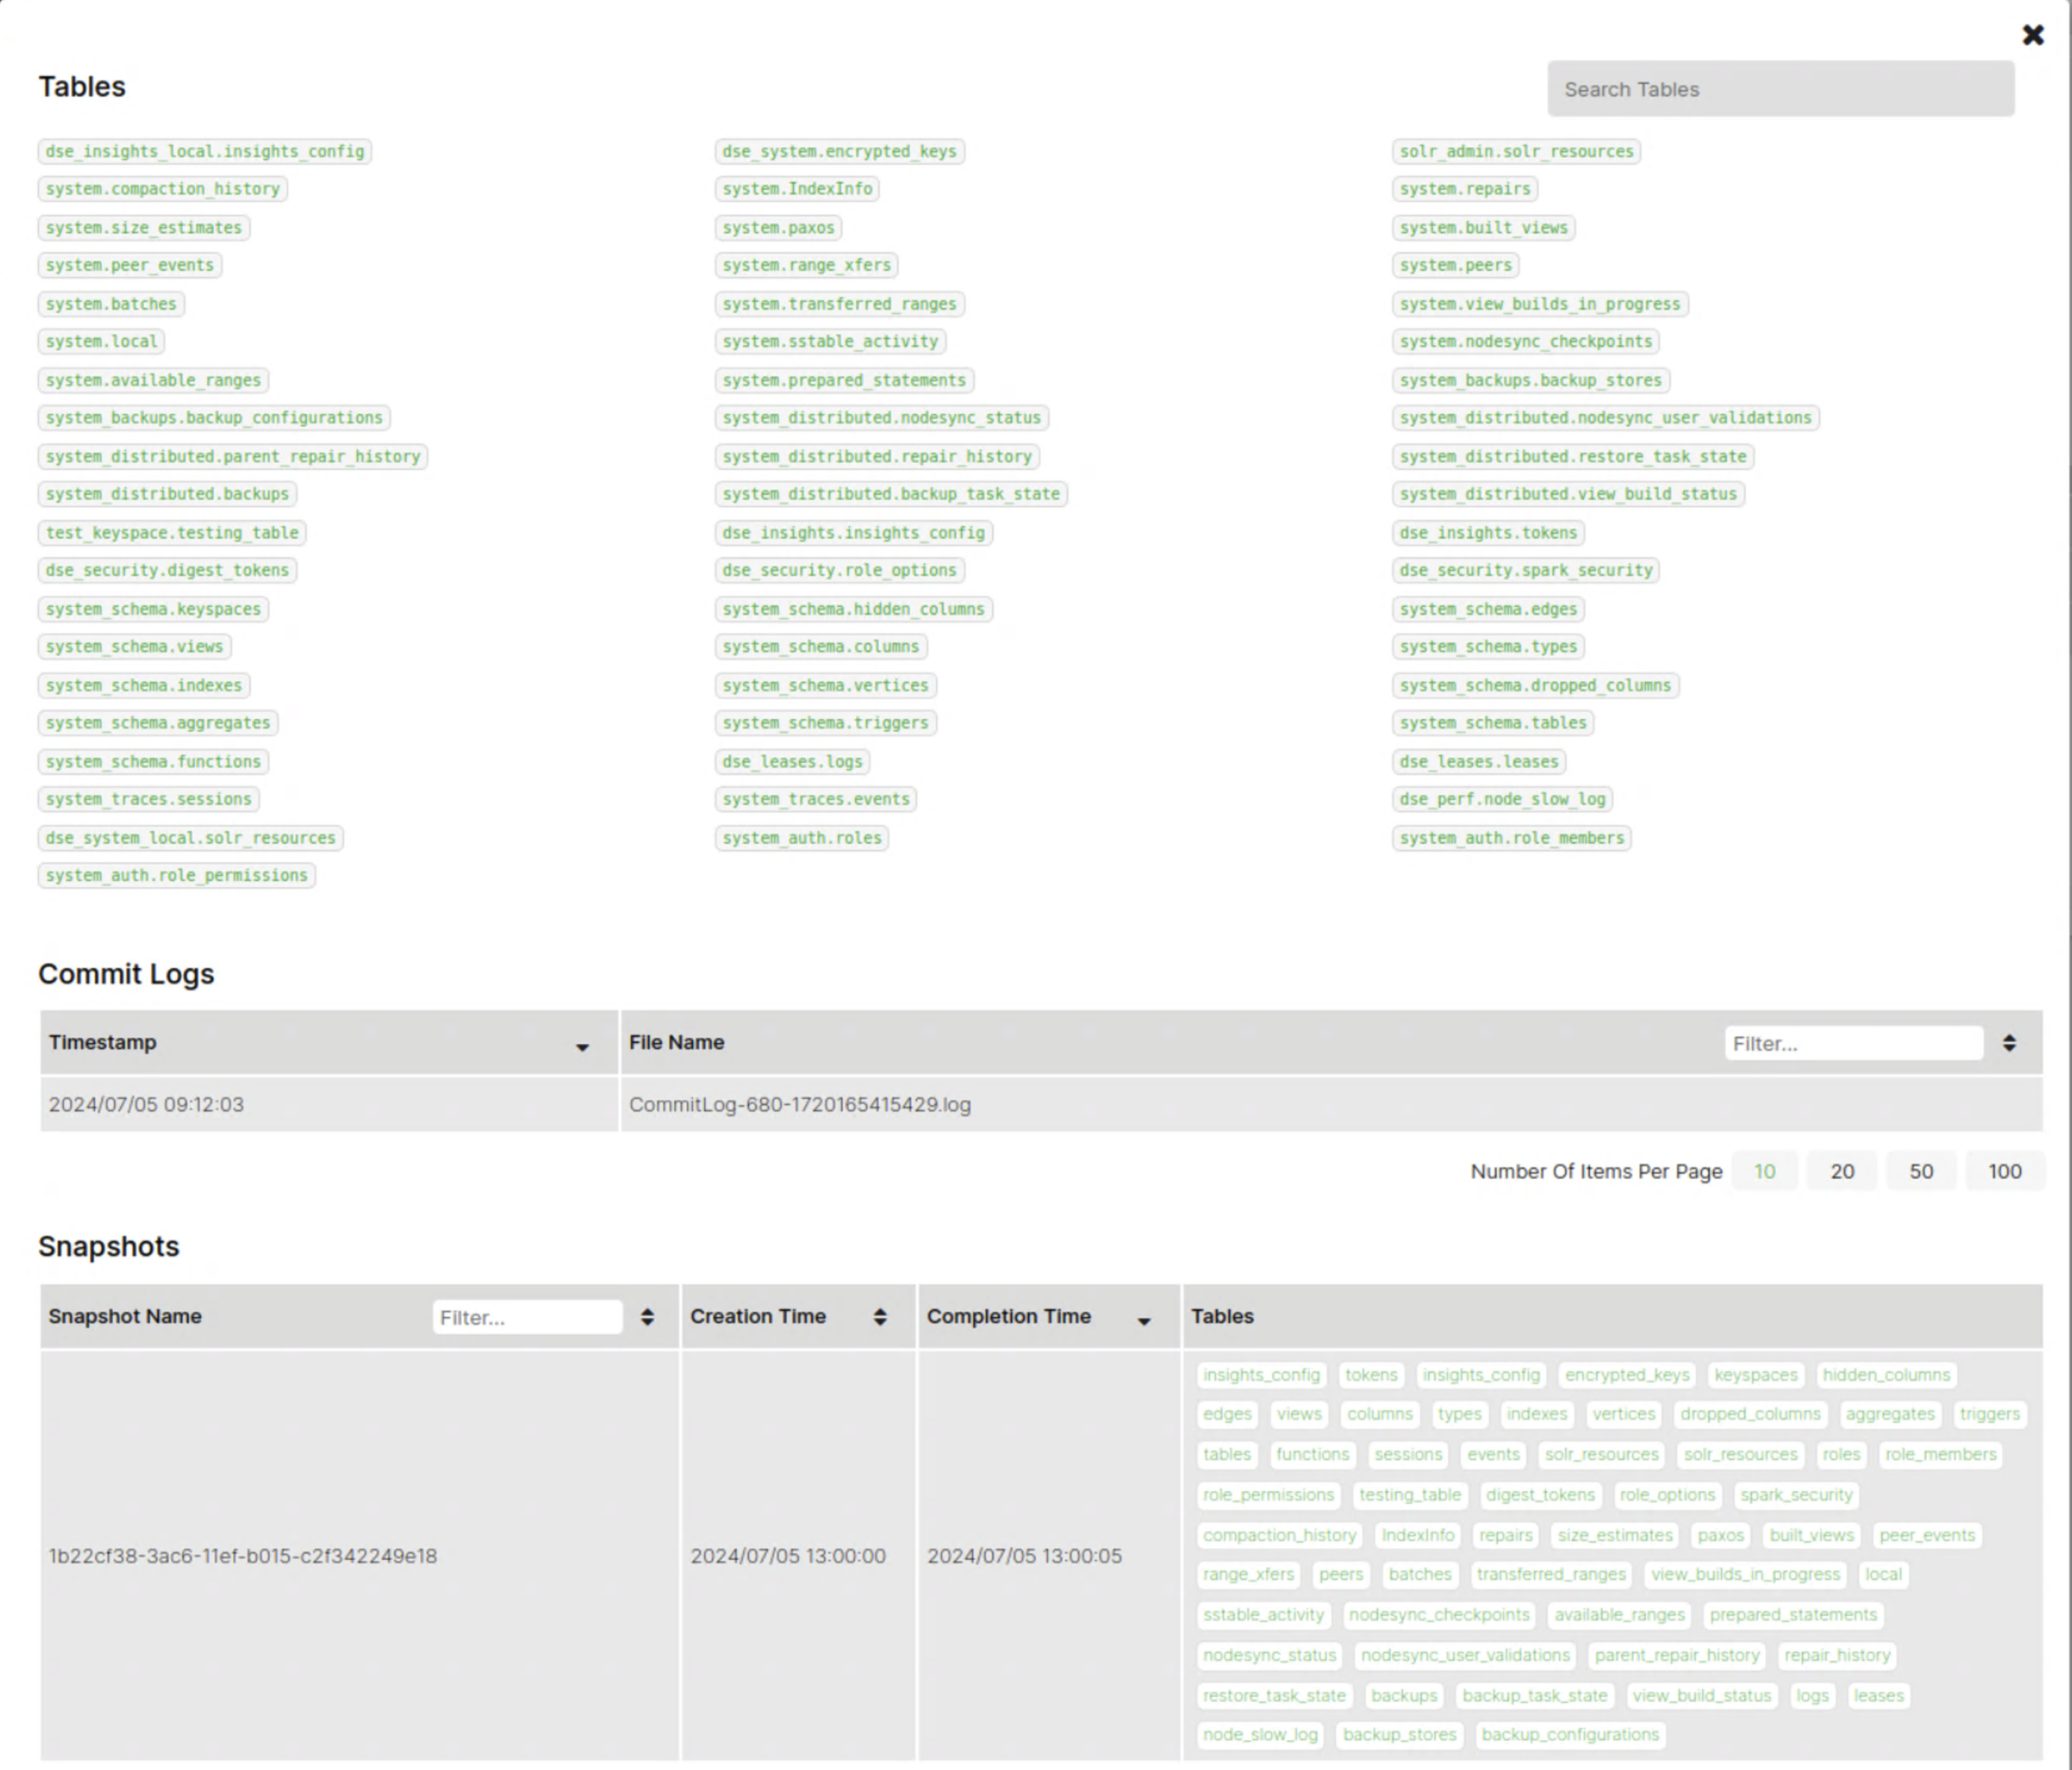 ✖
Tables Search Tables
dse_insights_local.insights_config dse_system.encrypted_keys solr_admin.solr_resources
system.compaction_history system.IndexInfo system.repairs
system.size_estimates system.paxos system.built_views
system.peer_events system.range_xfers system.peers
system.batches system.transferred_ranges system.view_builds_in_progress
system.local system.sstable_activity system.nodesync_checkpoints
system.available_ranges system.prepared_statements system_backups.backup_stores
system_backups.backup_configurations system_distributed.nodesync_status system_distributed.nodesync_user_validations
system_distributed.parent_repair_history system_distributed.repair_history system_distributed.restore_task_state
system_distributed.backups system_distributed.backup_task_state system_distributed.view_build_status
test_keyspace.testing_table dse_insights.insights_config dse_insights.tokens
dse_security.digest_tokens dse_security.role_options dse_security.spark_security
system_schema.keyspaces system_schema.hidden_columns system_schema.edges
system_schema.views system_schema.columns system_schema.types
system_schema.indexes system_schema.vertices system_schema.dropped_columns
system_schema.aggregates system_schema.triggers system_schema.tables
system_schema.functions dse_leases.logs dse_leases.leases
system_traces.sessions system_traces.events dse_perf.node_slow_log
dse_system_local.solr_resources system_auth.roles system_auth.role_members
system_auth.role_permissions
Commit Logs
Timestamp File Name Filter...
2024/07/05 09:12:03 CommitLog-680-1720165415429.log
Number Of Items Per Page 10 20 50 100
Snapshots
Snapshot Name Filter... Creation Time Completion Time Tables
1b22cf38-3ac6-11ef-b015-c2f342249e18 2024/07/05 13:00:00 2024/07/05 13:00:05
insights_config tokens insights_config encrypted_keys keyspaces hidden_columns
edges views columns types indexes vertices dropped_columns aggregates triggers
tables functions sessions events solr_resources solr_resources roles role_members
role_permissions testing_table digest_tokens role_options spark_security
compaction_history IndexInfo repairs size_estimates paxos built_views peer_events
range_xfers peers batches transferred_ranges view_builds_in_progress local
sstable_activity nodesync_checkpoints available_ranges prepared_statements
nodesync_status nodesync_user_validations parent_repair_history repair_history
restore_task_state backups backup_task_state view_build_status logs leases
node_slow_log backup_stores backup_configurations